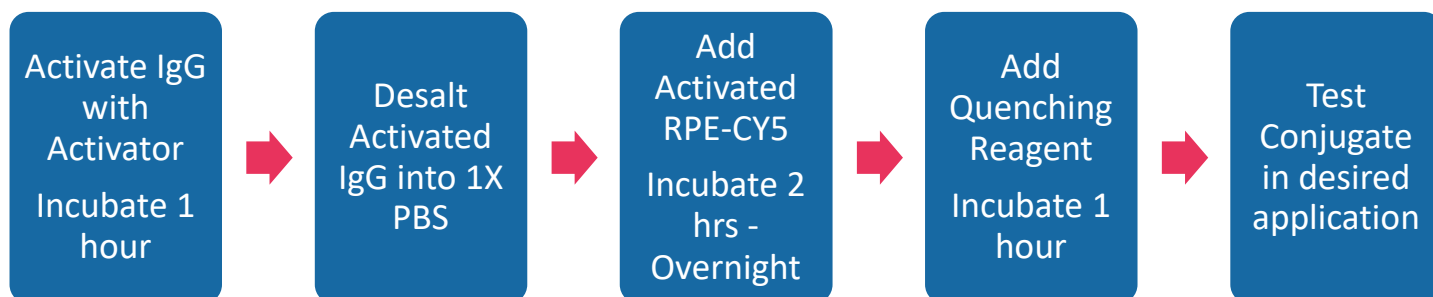 Activate IgG
with
Activator
Incubate 1
hour
Desalt
Activated
IgG into 1X
PBS
Add
Activated
RPE-CY5
Incubate 2
hrs -
Overnight
Add
Quenching
Reagent
Incubate 1
hour
Test
Conjugate
in desired
application